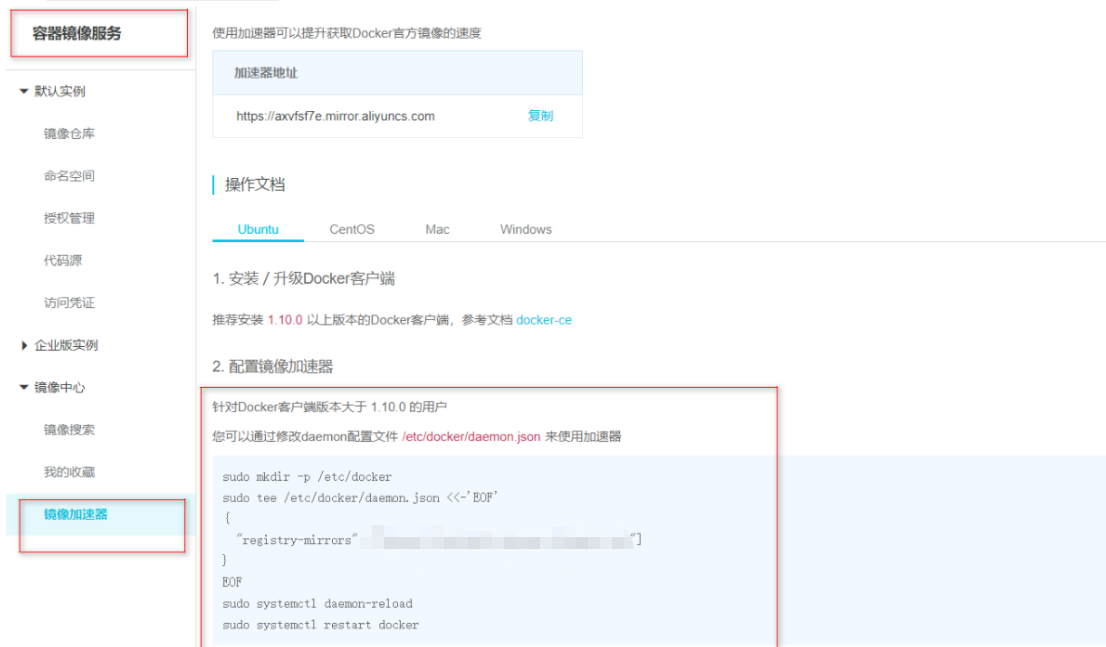 容器镜像服务
默认实例
镜像仓库
命名空间
授权管理
代码源
访问凭证
企业版实例
镜像中心
镜像搜索
我的收藏
镜像加速器
使用加速器可以提升获取Docker官方镜像的速度
加速器地址
https://axvfsf7e.mirror.aliyuncs.com 复制
操作文档
Ubuntu CentOS Mac Windows
1. 安装 / 升级Docker客户端
推荐安装 1.10.0 以上版本的Docker客户端，参考文档 docker-ce
2. 配置镜像加速器
针对Docker客户端版本大于 1.10.0 的用户
您可以通过修改daemon配置文件 /etc/docker/daemon.json 来使用加速器
sudo mkdir -p /etc/docker
sudo tee /etc/docker/daemon.json <<-'EOF'
{
"registry-mirrors" "]
}
EOF
sudo systemctl daemon-reload
sudo systemctl restart docker